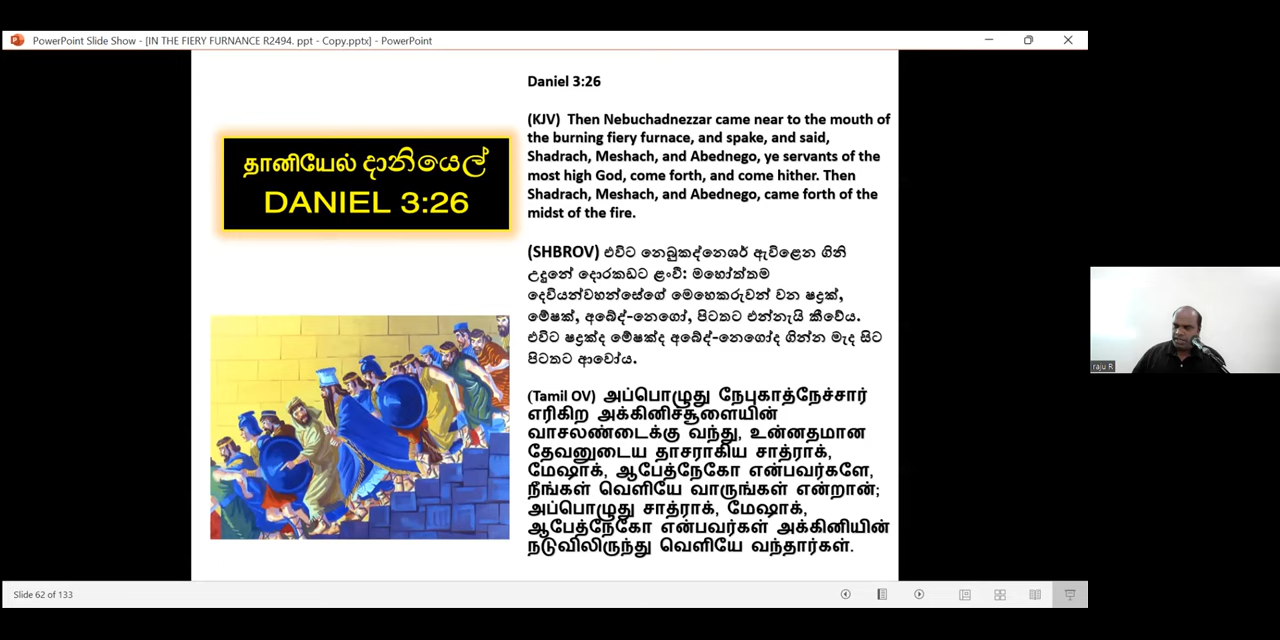 PowerPoint Slide Show - [IN THE FIERY FURNANCE R2494. ppt - Copy.pptx] - PowerPoint
தானியேல் දානියෙල්
DANIEL 3:26
Daniel 3:26
(KJV) Then Nebuchadnezzar came near to the mouth of
the burning fiery furnace, and spake, and said,
Shadrach, Meshach, and Abednego, ye servants of the
most high God, come forth, and come hither. Then
Shadrach, Meshach, and Abednego, came forth of the
midst of the fire.
(SHBROV) එවිට නෙබුකද්නෙශර් ඇවිළෙන ගිනි
උදුනේ දොරකඩට ළංවී: මහෝත්තම
දෙවියන්වහන්සේගේ මෙහෙකරුවන් වන ෂද්‍රක්,
මේෂක්, අබේද්-නෙගෝ, පිටතට එන්නැයි කීවේය.
එවිට ෂද්‍රක්ද මේෂක්ද අබේද්-නෙගෝද ගින්න මැද සිට
පිටතට ආවෝය.
(Tamil OV) அப்பொழுது நேபுகாத்நேச்சார்
எரிகிற அக்கினிச்சூளையின்
வாசலண்டைக்கு வந்து, உன்னதமான
தேவனுடைய தாசராகிய சாத்ராக்,
மேஷாக், ஆபேத்நேகோ என்பவர்களே,
நீங்கள் வெளியே வாருங்கள் என்றான்;
அப்பொழுது சாத்ராக், மேஷாக்,
ஆபேத்நேகோ என்பவர்கள் அக்கினியின்
நடுவிலிருந்து வெளியே வந்தார்கள்.
raju R
Slide 62 of 133